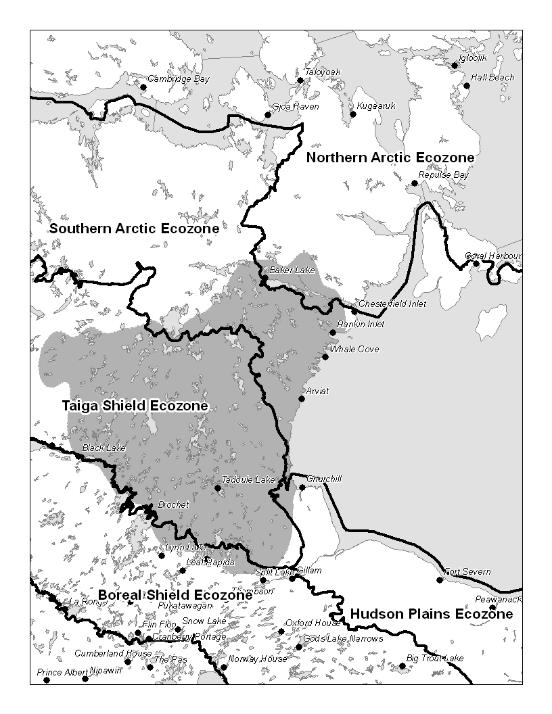 Igloolik
Taloyoak
Cambridge Bay
Hall Beach
Gjoa Haven
Kugaaruk
Northern Arctic Ecozone
Repulse Bay
Southern Arctic Ecozone
Coral Harbour
Baker Lake
Chesterfield Inlet
Rankin Inlet
Whale Cove
Arviat
Taiga Shield Ecozone
Black Lake
Tadoule Lake
Churchill
Brochet
Lynn Lake
Leaf Rapids
Split Lake
Gillam
Fort Severn
Thompson
Boreal Shield Ecozone
La Ronge
Pukatawagan
Peawanack
Hudson Plains Ecozone
Snow Lake
Flin Flon
Oxford House
Cranberry Portage
Gods Lake Narrows
Cumberland House
The Pas
Norway House
Big Trout Lake
Prince Albert
Nipawin